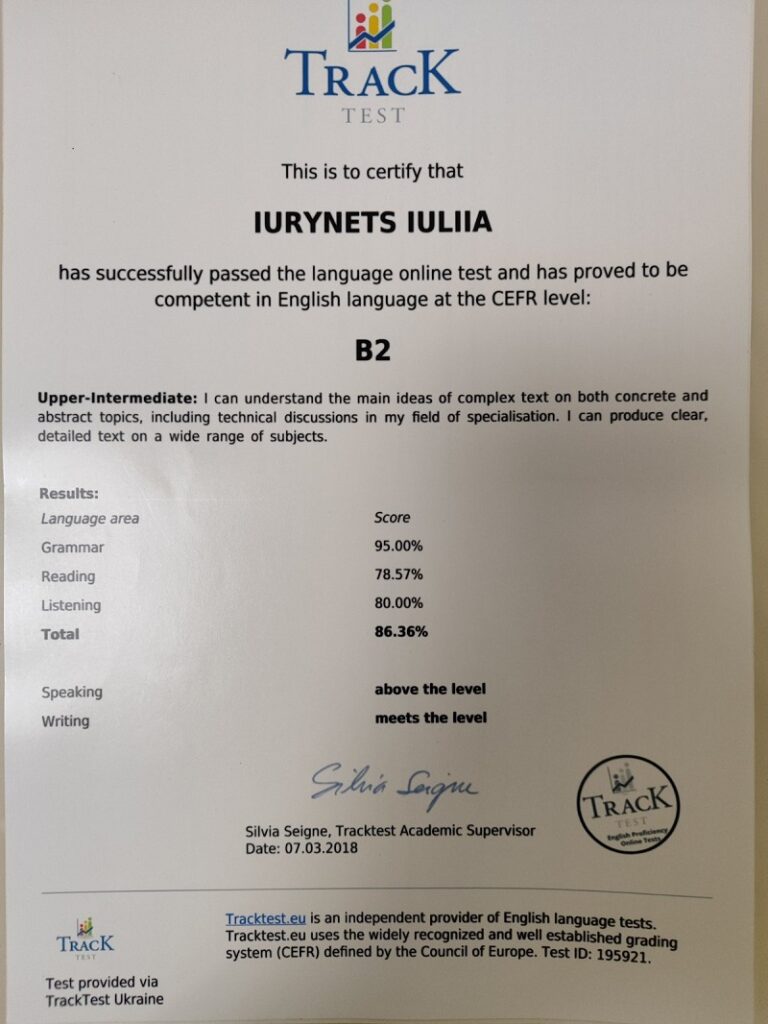 TRACK
TEST
This is to certify that
IURYNETS IULIIA
has successfully passed the language online test and has proved to be
competent in English language at the CEFR level:
B2
Upper-Intermediate: I can understand the main ideas of complex text on both concrete and
abstract topics, including technical discussions in my field of specialisation. I can produce clear,
detailed text on a wide range of subjects.
Results:
Language area Score
Grammar 95.00%
Reading 78.57%
Listening 80.00%
Total 86.36%
Speaking above the level
Writing meets the level
Silvia Seigne
Silvia Seigne, Tracktest Academic Supervisor
Date: 07.03.2018
TRACK
TEST
English Proficiency
Online Tests
TRACK
TEST
Test provided via
TrackTest Ukraine
Tracktest.eu is an independent provider of English language tests.
Tracktest.eu uses the widely recognized and well established grading
system (CEFR) defined by the Council of Europe. Test ID: 195921.